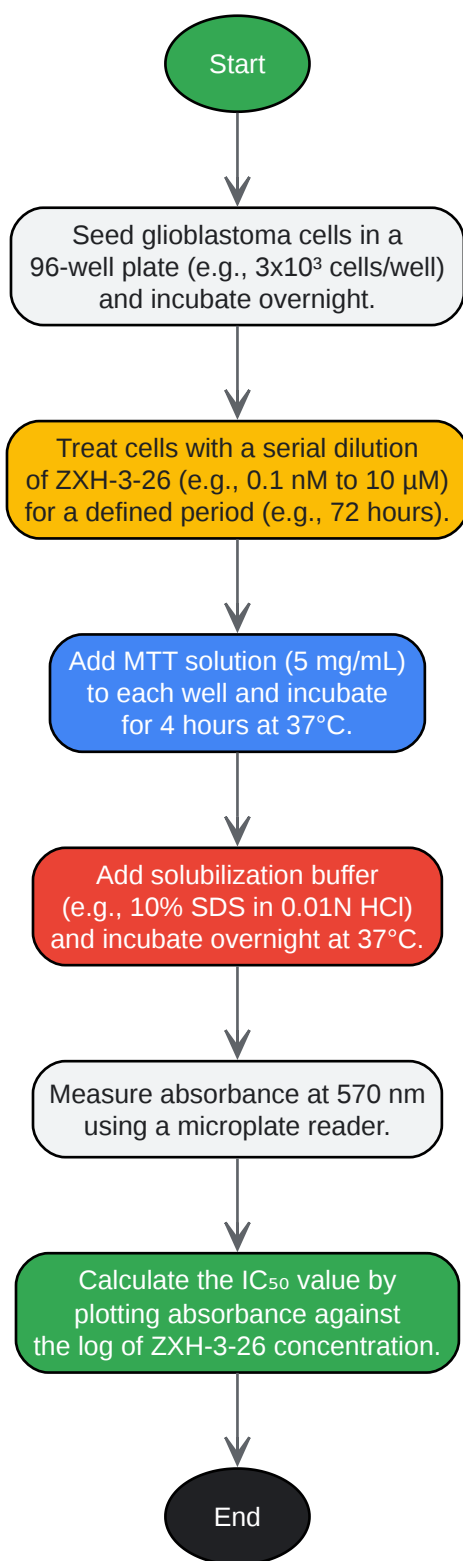 Start
Seed glioblastoma cells in a
96-well plate (e.g., 3x10³ cells/well)
and incubate overnight.
Treat cells with a serial dilution
of ZXH-3-26 (e.g., 0.1 nM to 10 µM)
for a defined period (e.g., 72 hours).
Add MTT solution (5 mg/mL)
to each well and incubate
for 4 hours at 37°C.
Add solubilization buffer
(e.g., 10% SDS in 0.01N HCl)
and incubate overnight at 37°C.
Measure absorbance at 570 nm
using a microplate reader.
Calculate the IC₅₀ value by
plotting absorbance against
the log of ZXH-3-26 concentration.
End